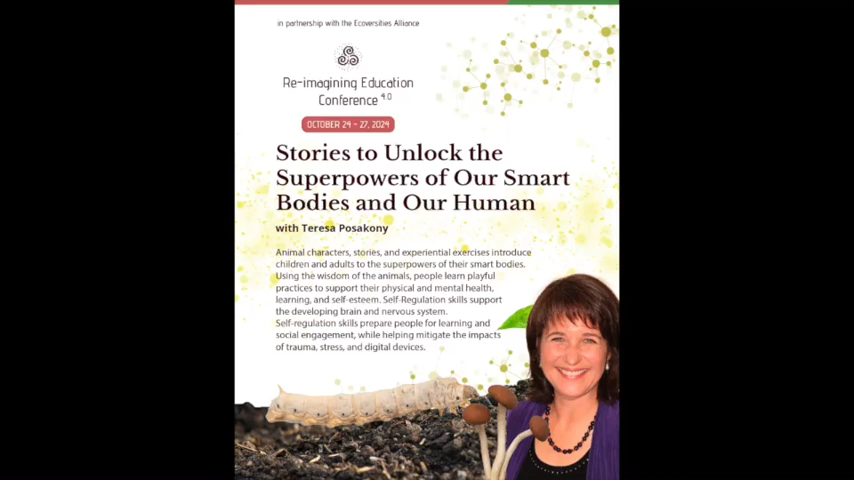 in partnership with the Ecoversities Alliance
Re-imagining Education
Conference 4.0
OCTOBER 24 – 27, 2024
Stories to Unlock the
Superpowers of Our Smart
Bodies and Our Human
with Teresa Posakony
Animal characters, stories, and experiential exercises introduce
children and adults to the superpowers of their smart bodies.
Using the wisdom of the animals, people learn playful
practices to support their physical and mental health,
learning, and self-esteem. Self-Regulation skills support
the developing brain and nervous system.
Self-regulation skills prepare people for learning and
social engagement, while helping mitigate the impacts
of trauma, stress, and digital devices.